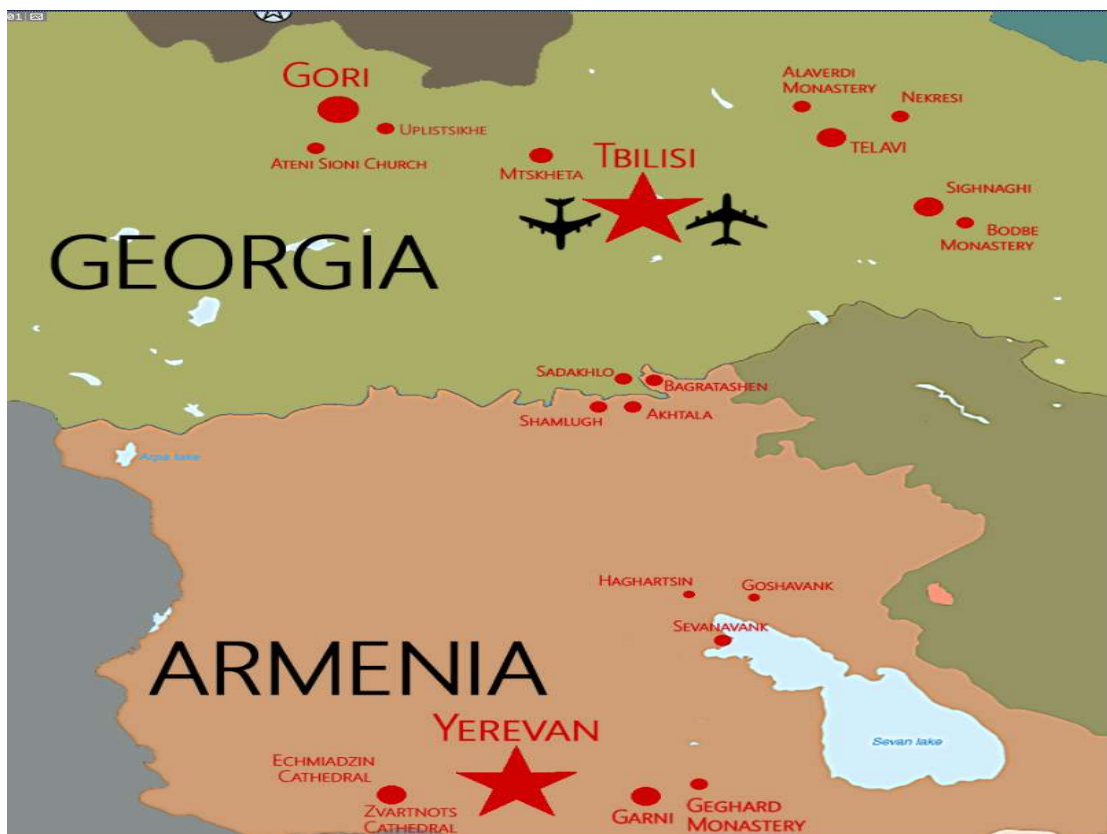 01
GORI
ALAVERDI
MONASTERY
NEKRESI
UPLISTSIKHE
ATENI SIONI CHURCH
MTSKHETA
TBILISI
TELAVI
SIGHNAGHI
BODBE
MONASTERY
GEORGIA
SADAKHLO
BAGRATASHEN
SHAMLUGH
AKHTALA
Arpa lake
HAGHARTSIN
GOSHAVANK
SEVANAVANK
ARMENIA
YEREVAN
Sevan lake
ECHMIADZIN
CATHEDRAL
ZVARTNOTS
CATHEDRAL
GARNI
GEGHARD
MONASTERY